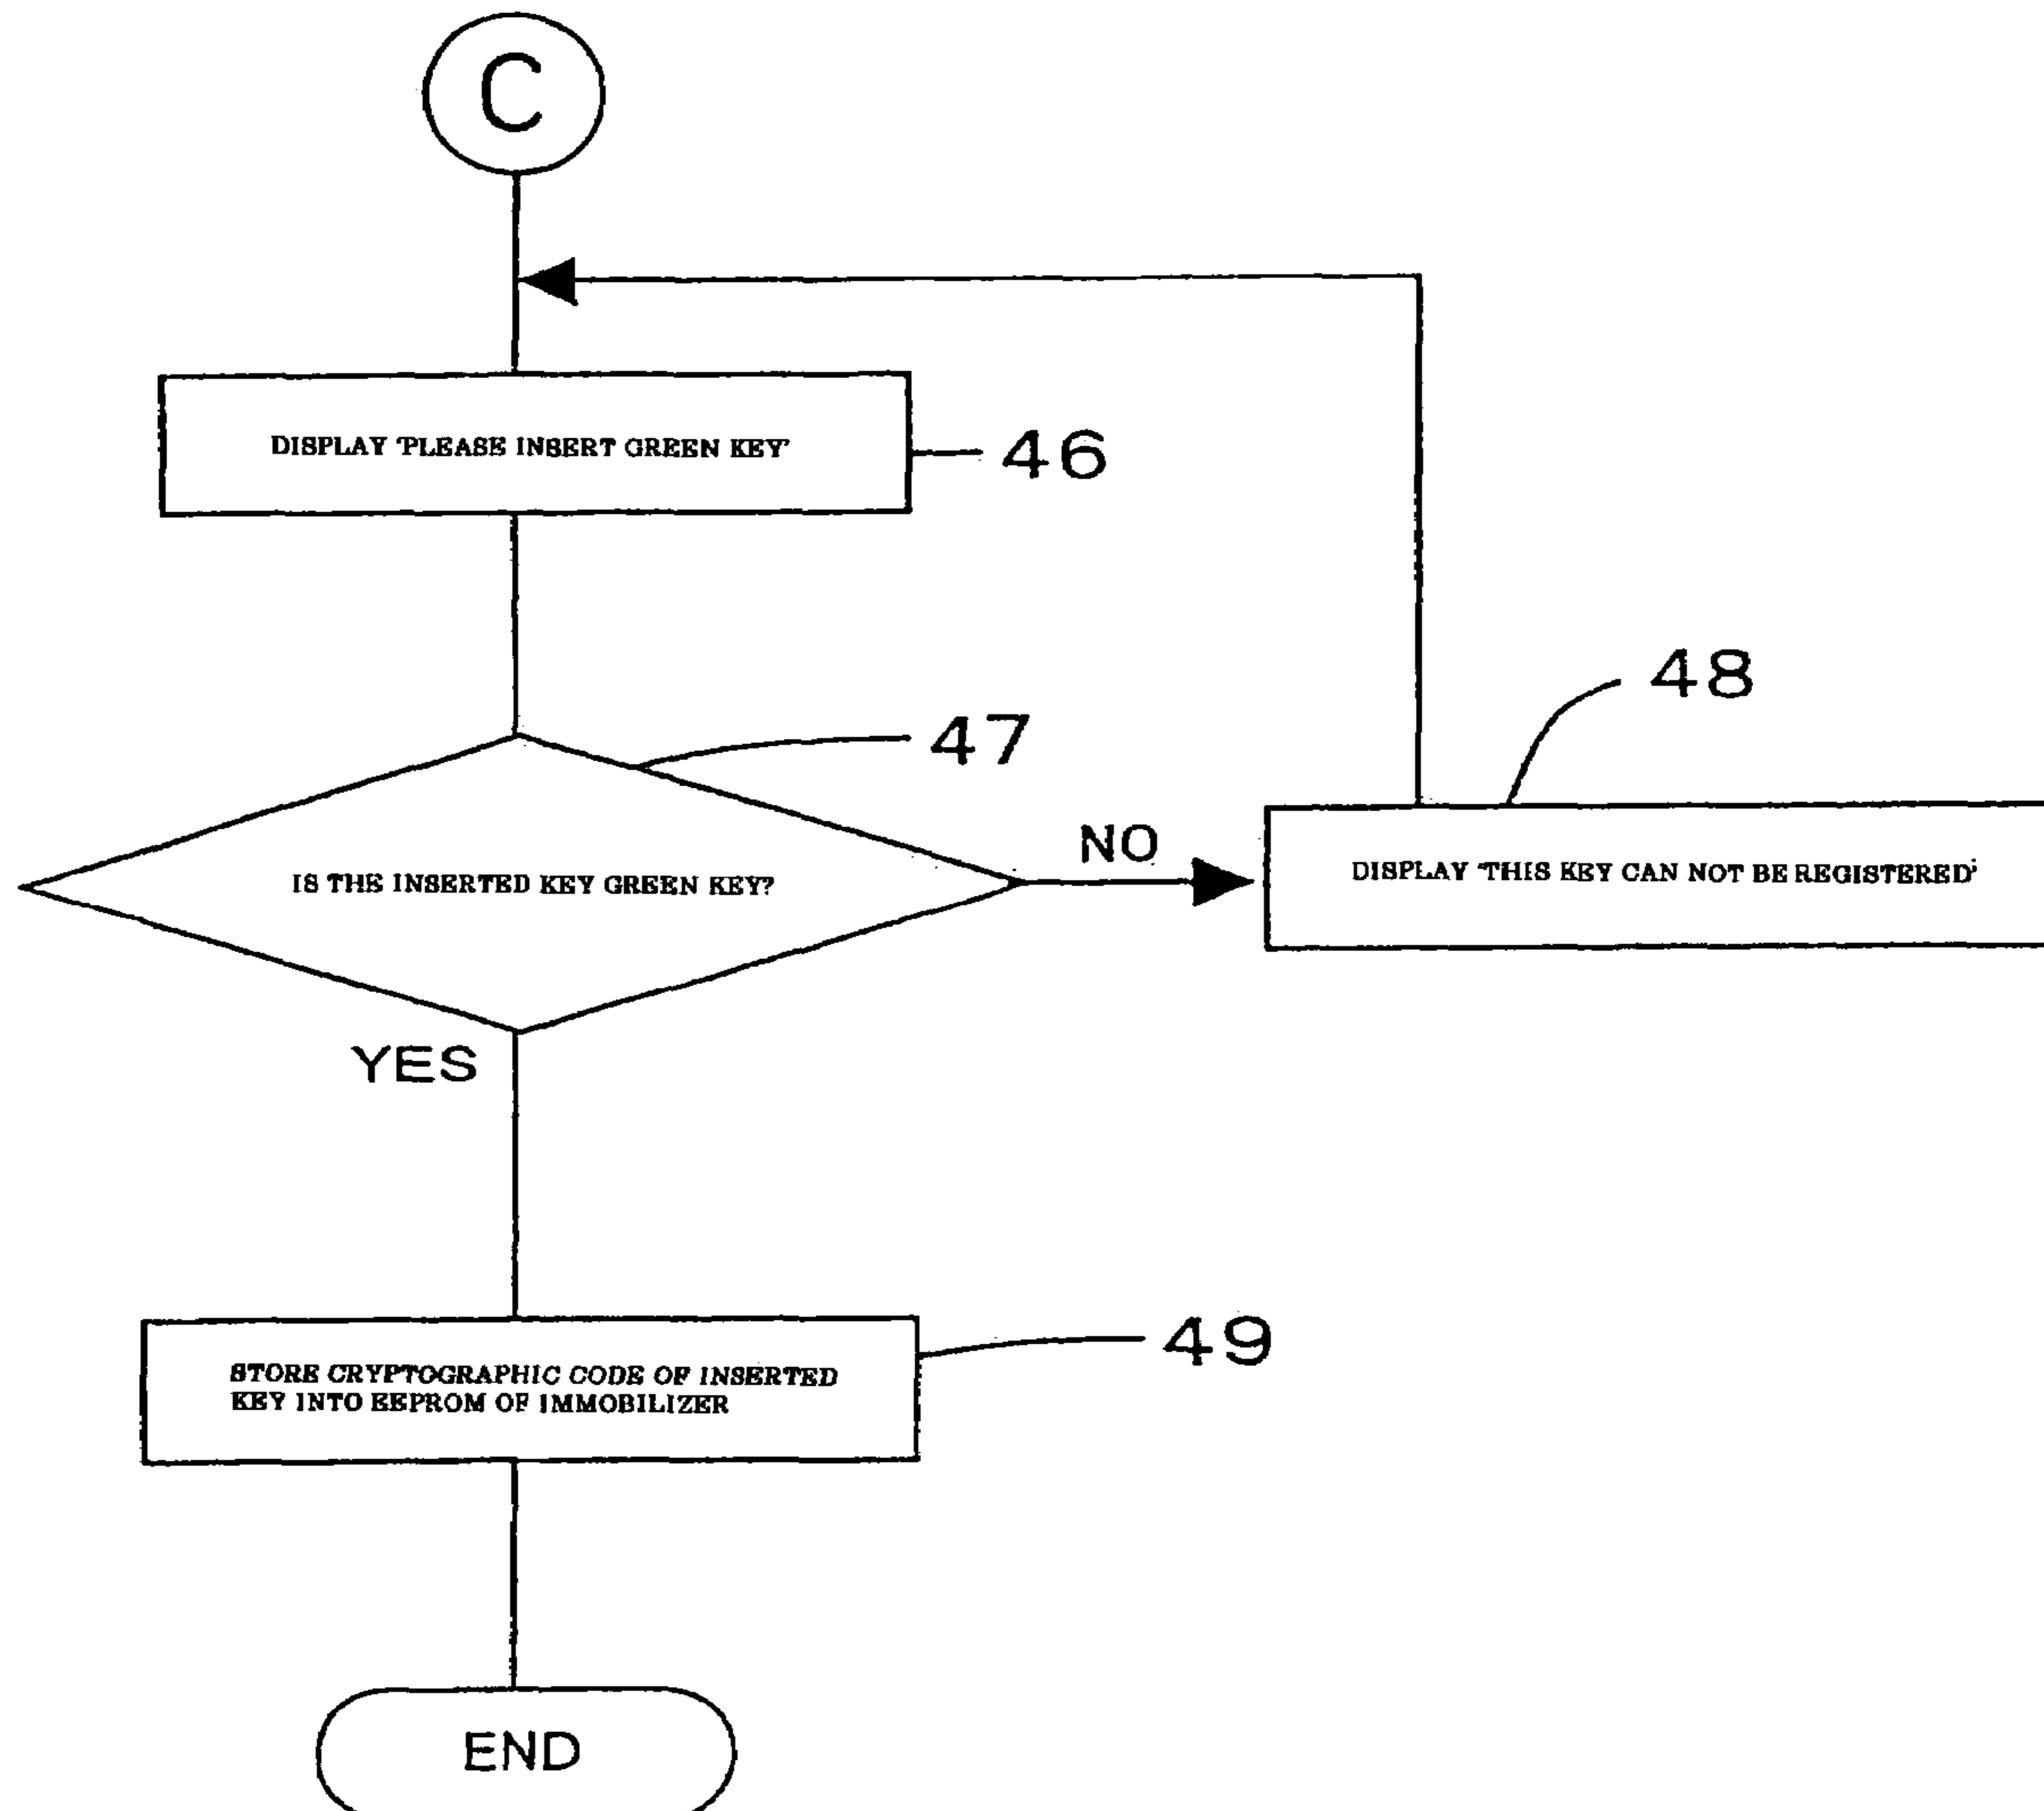 C
DISPLAY 'PLEASE INSERT GREEN KEY'
46
47
48
IS THE INSERTED KEY GREEN KEY?
NO
DISPLAY 'THIS KEY CAN NOT BE REGISTERED'
YES
STORE CRYPTOGRAPHIC CODE OF INSERTED
KEY INTO EEPROM OF IMMOBILIZER
49
END